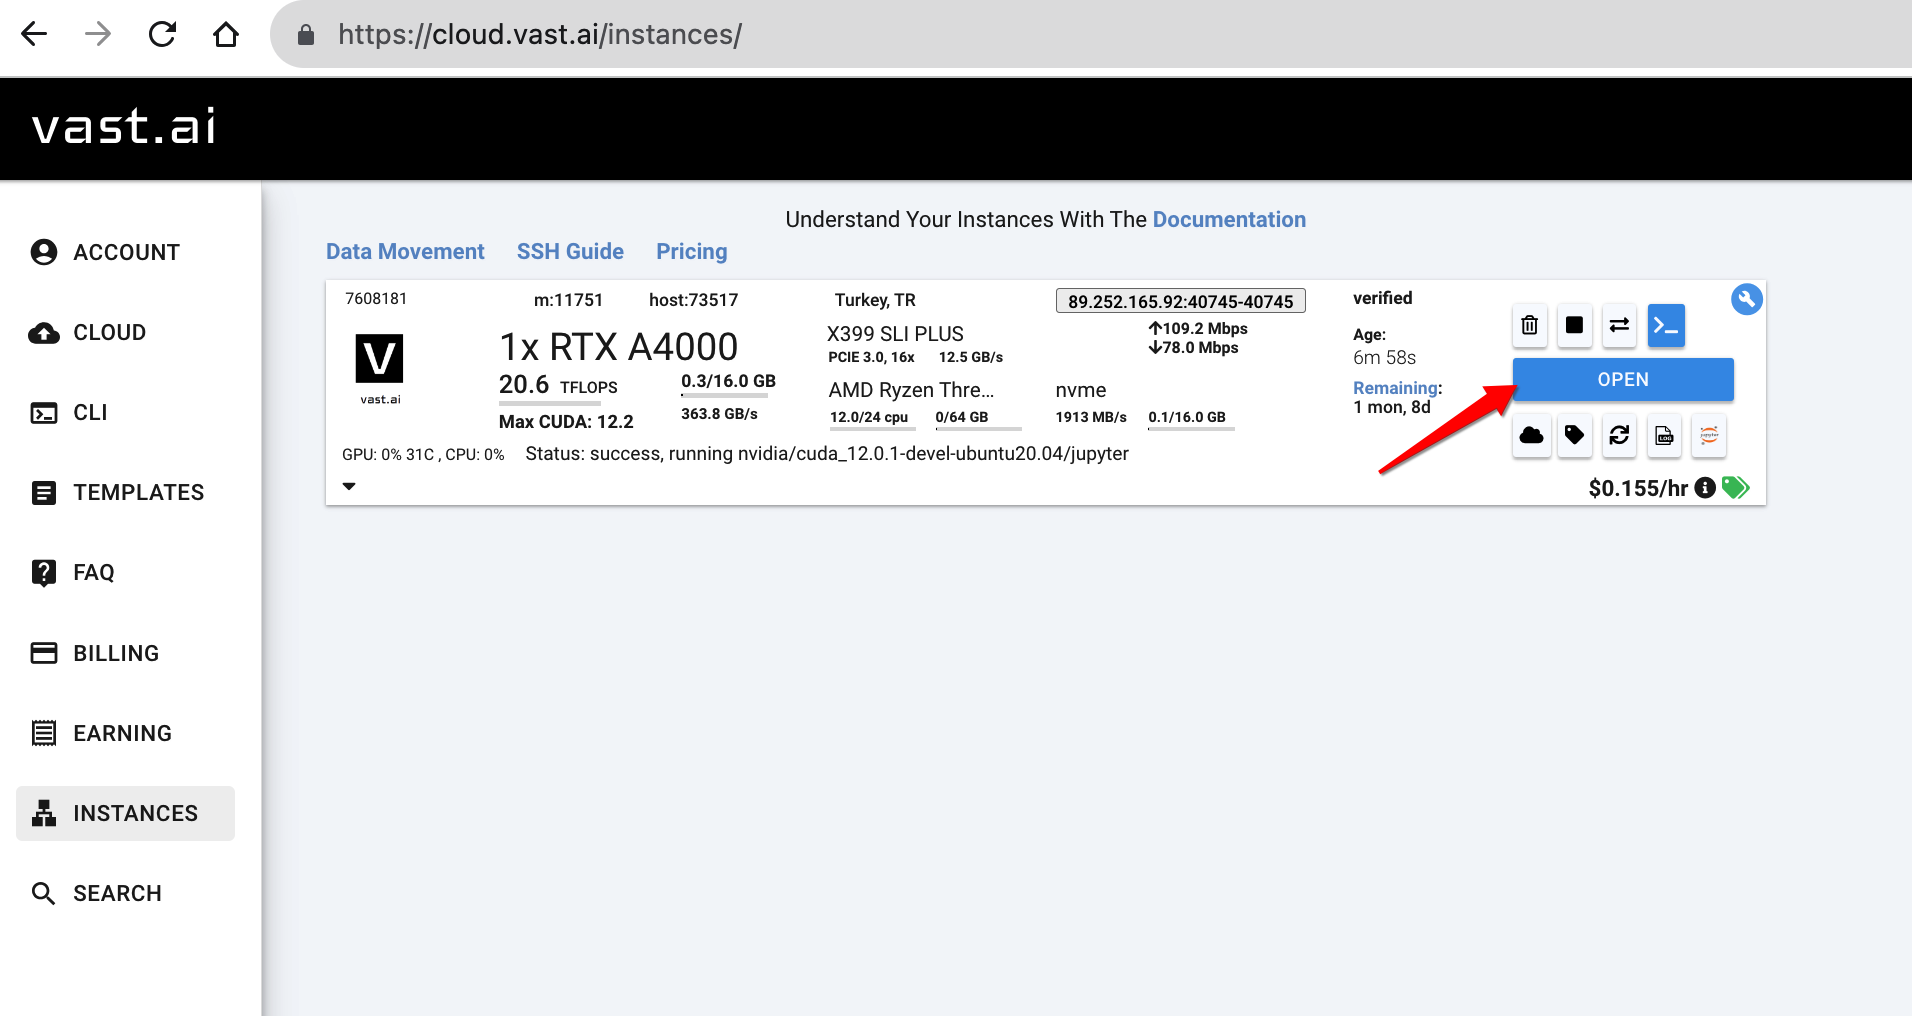 https://cloud.vast.ai/instances/
vast.ai
ACCOUNT
CLOUD
CLI
TEMPLATES
FAQ
BILLING
EARNING
INSTANCES
SEARCH
Understand Your Instances With The Documentation
Data Movement SSH Guide Pricing
7608181 m:11751 host:73517 Turkey, TR 89.252.165.92:40745-40745 verified
V
vast.ai
1x RTX A4000
20.6 TFLOPS 0.3/16.0 GB
Max CUDA: 12.2 363.8 GB/s
X399 SLI PLUS
PCIE 3.0, 16x 12.5 GB/s
AMD Ryzen Thre...
12.0/24 cpu 0/64 GB
109.2 Mbps
78.0 Mbps
nvme
1913 MB/s 0.1/16.0 GB
Age:
6m 58s
Remaining:
1 mon, 8d
OPEN
LOG
jupyter
GPU: 0% 31C , CPU: 0% Status: success, running nvidia/cuda_12.0.1-devel-ubuntu20.04/jupyter
$0.155/hr